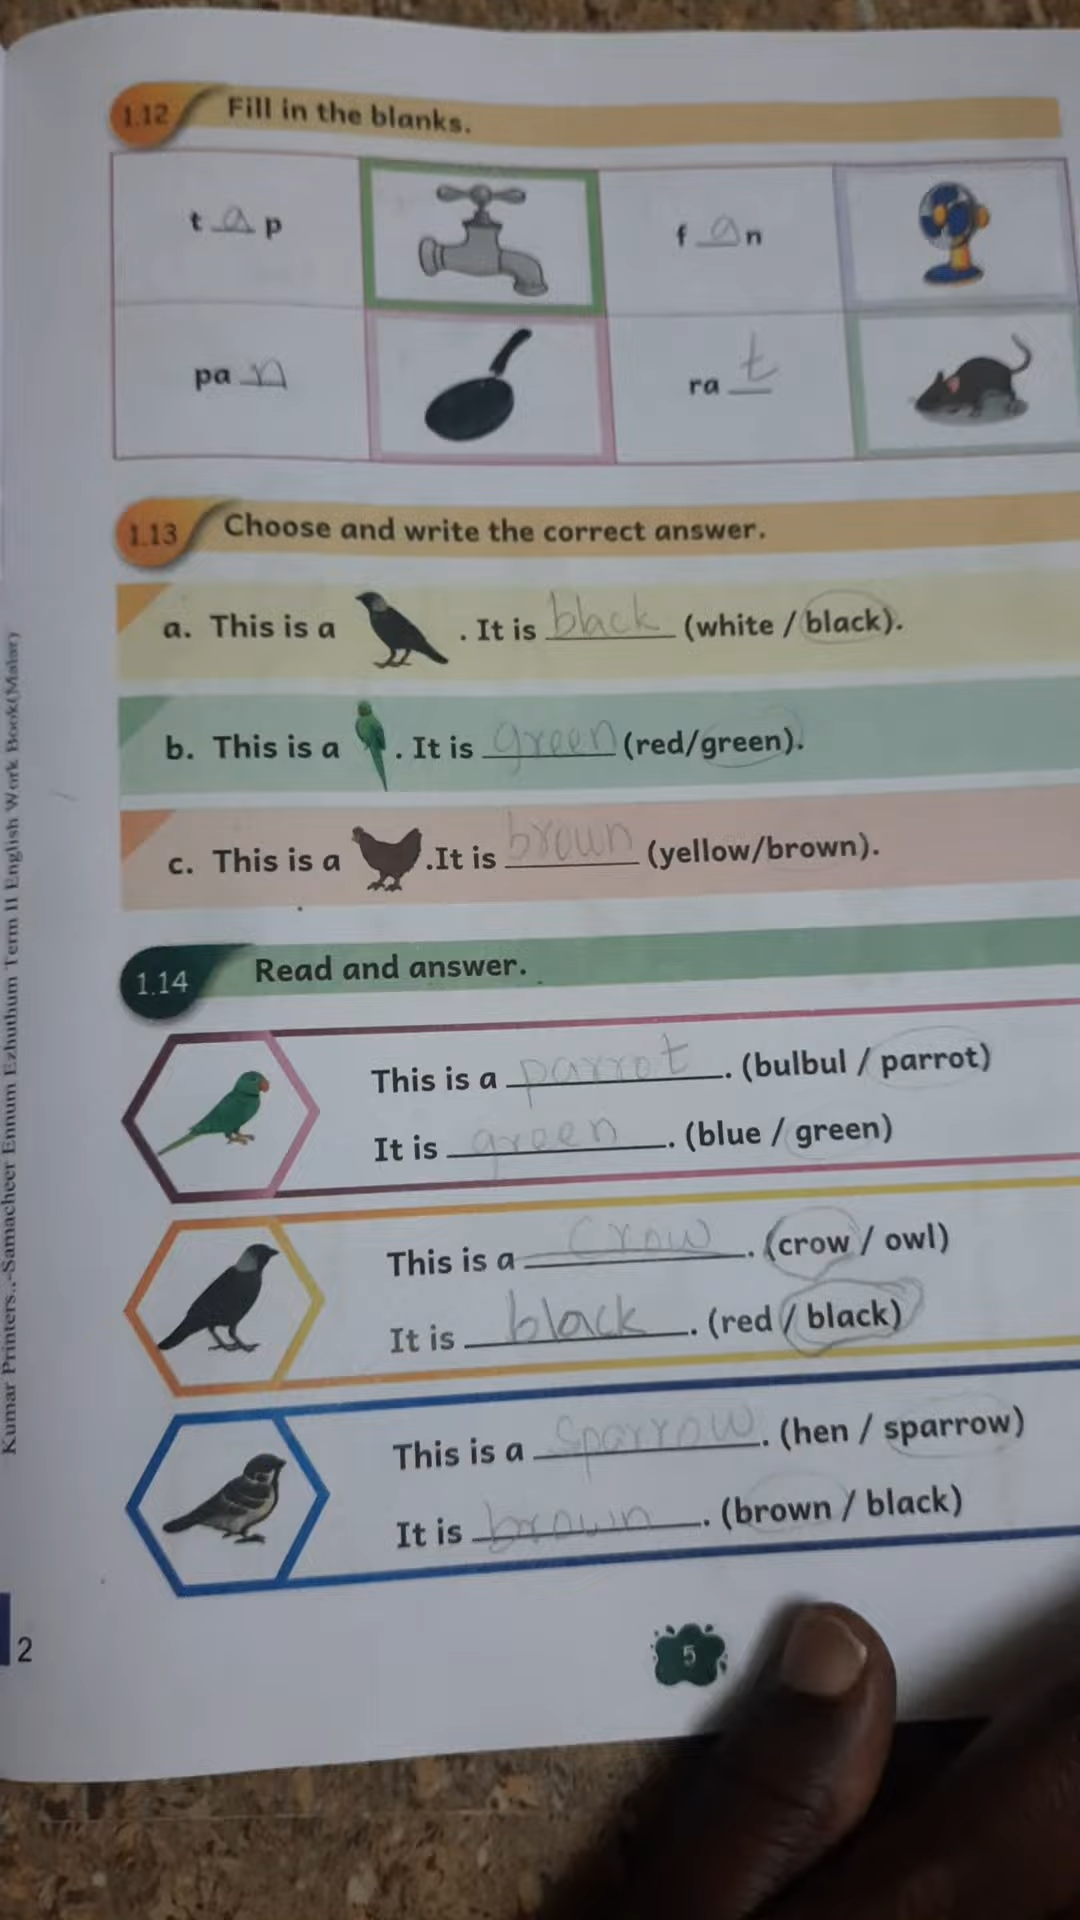 1.12 Fill in the blanks.
t a p
f a n
pa n
ra t
1.13 Choose and write the correct answer.
a. This is a . It is black (white / black).
b. This is a . It is green (red/green).
c. This is a .It is brown (yellow/brown).
1.14 Read and answer.
This is a parrot. (bulbul / parrot)
It is green. (blue / green)
This is a crow. (crow / owl)
It is black. (red / black)
This is a sparrow. (hen / sparrow)
It is brown. (brown / black)
5
2
Kumar Printers..-Samacheer Ennum Ezhuthum Term II English Work Book(Malar)